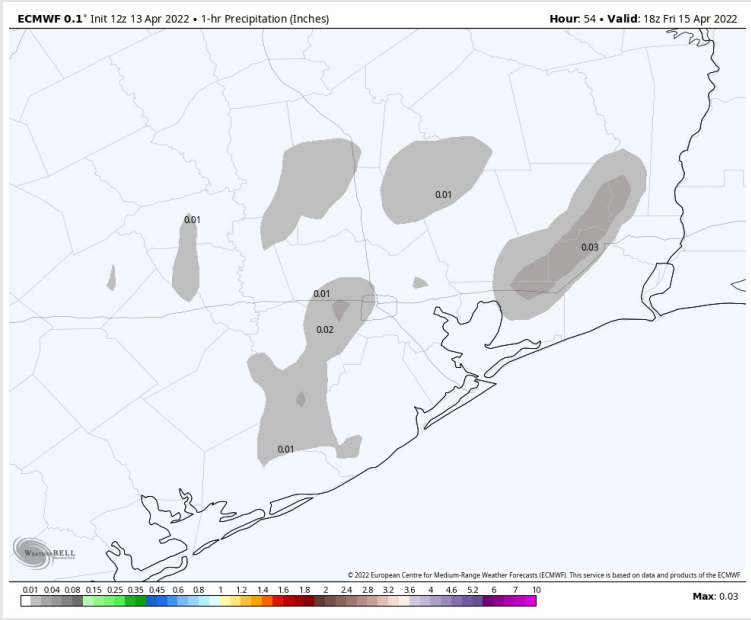 ECMWF 0.1° Init 12z 13 Apr 2022 • 1-hr Precipitation (Inches)
Hour: 54 • Valid: 18z Fri 15 Apr 2022
0.01
0.01
0.03
0.01
0.02
0.01
WEATHERBELL
© 2022 European Centre for Medium-Range Weather Forecasts (ECMWF). This service is based on data and products of the ECMWF.
0.01 0.04 0.08 0.15 0.25 0.35 0.45 0.6 0.8 1 1.2 1.4 1.6 1.8 2 2.4 2.8 3.2 3.6 4 4.6 5.2 6 7 10
Max: 0.03